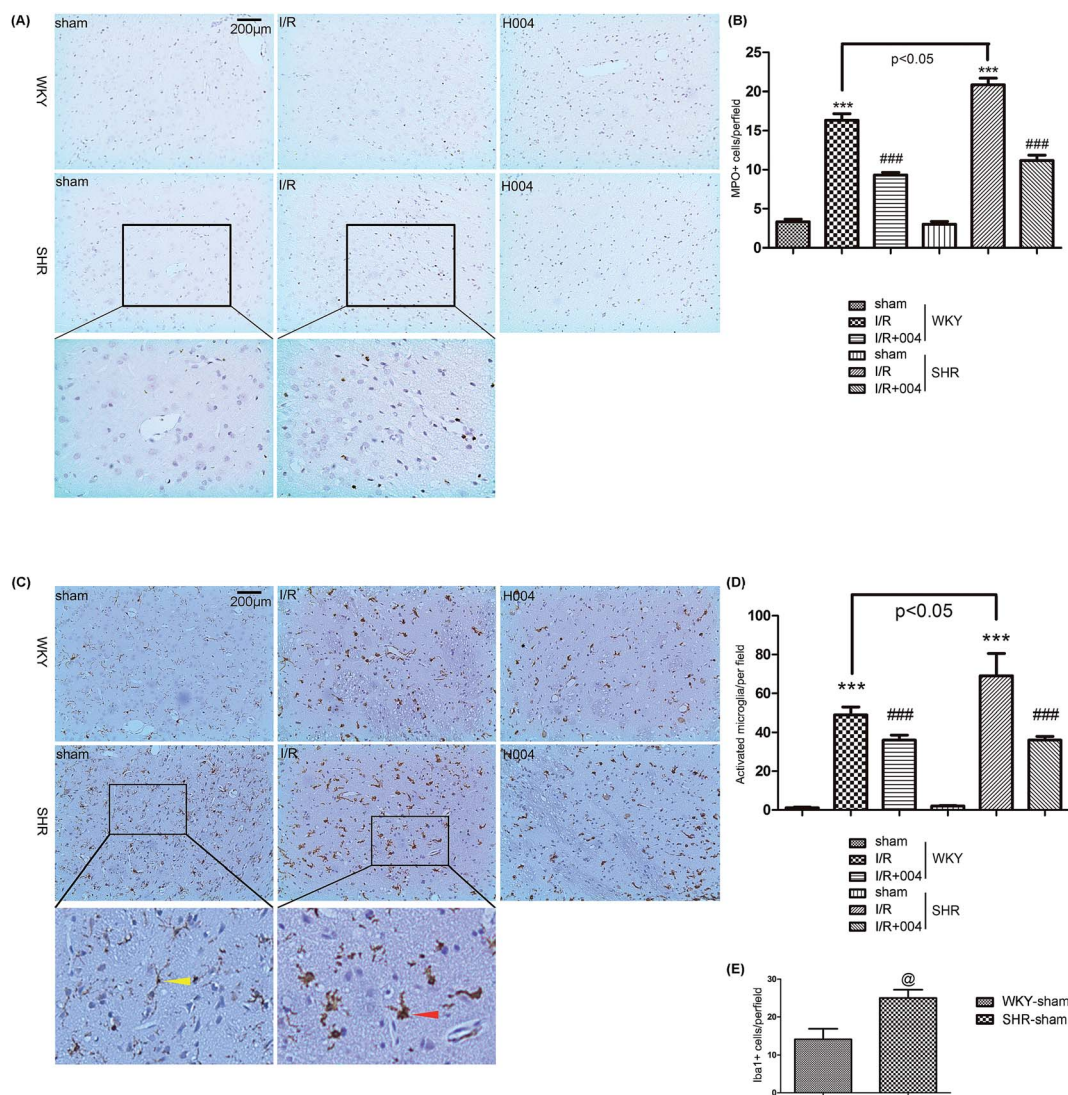 (A)
sham
200µm
I/R
H004
WKY
sham
I/R
H004
SHR
(B)
25
20
15
10
5
0
MPO+ cells/perfield
p<0.05
***
###
***
###
sham
I/R
I/R+004
WKY
sham
I/R
I/R+004
SHR
(C)
sham
200µm
I/R
H004
WKY
sham
I/R
H004
SHR
(D)
100
80
60
40
20
0
Activated microglia/per field
p<0.05
***
###
***
###
sham
I/R
I/R+004
WKY
sham
I/R
I/R+004
SHR
(E)
30
20
10
0
Iba1+ cells/perfield
@
WKY-sham
SHR-sham